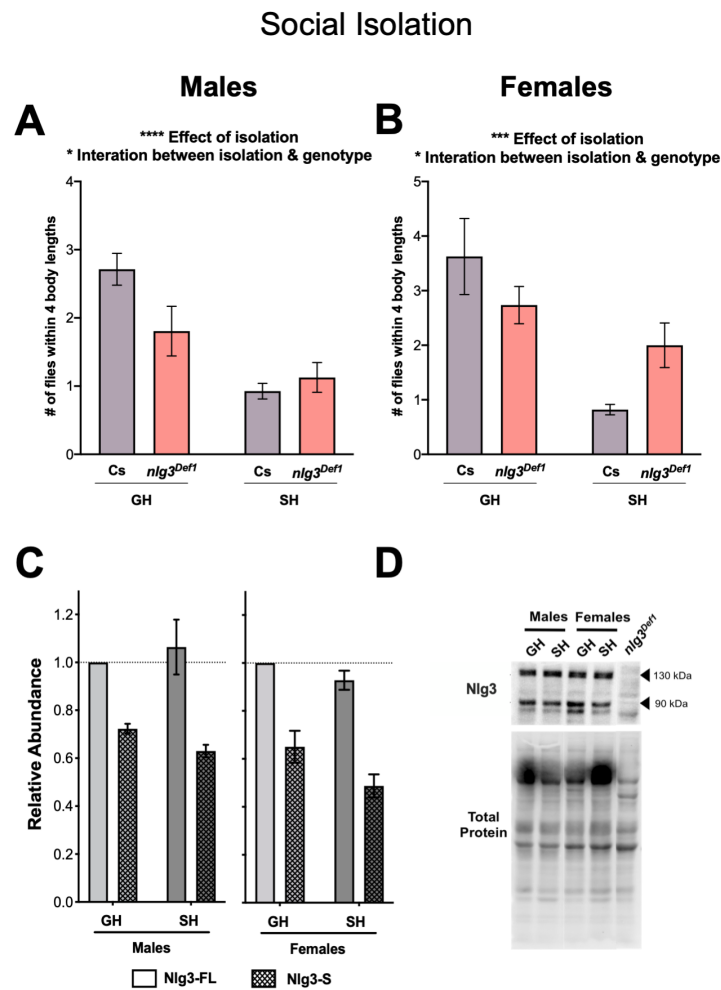 Social Isolation
Males
Females
A
**** Effect of isolation
* Interation between isolation & genotype
# of flies within 4 body lengths
4
3
2
1
0
Cs nlg3Def1 Cs nlg3Def1
GH SH
B
*** Effect of isolation
* Interation between isolation & genotype
# of flies within 4 body lengths
5
4
3
2
1
0
Cs nlg3Def1 Cs nlg3Def1
GH SH
C
Relative Abundance
1.2
1.0
0.8
0.6
0.4
0.2
0.0
GH SH GH SH
Males Females
Nlg3-FL Nlg3-S
D
Males Females
GH SH GH SH nlg3Def1
Nlg3
130 kDa
90 kDa
Total
Protein